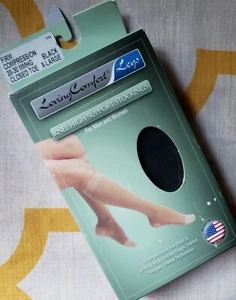 FIRM
COMPRESSION
20-30 MMHG
CLOSED TOE
BLACK
X-LARGE
Loving Comfort
Legs
KNEE HIGH SUPPORT STOCKINGS
For Men and Women